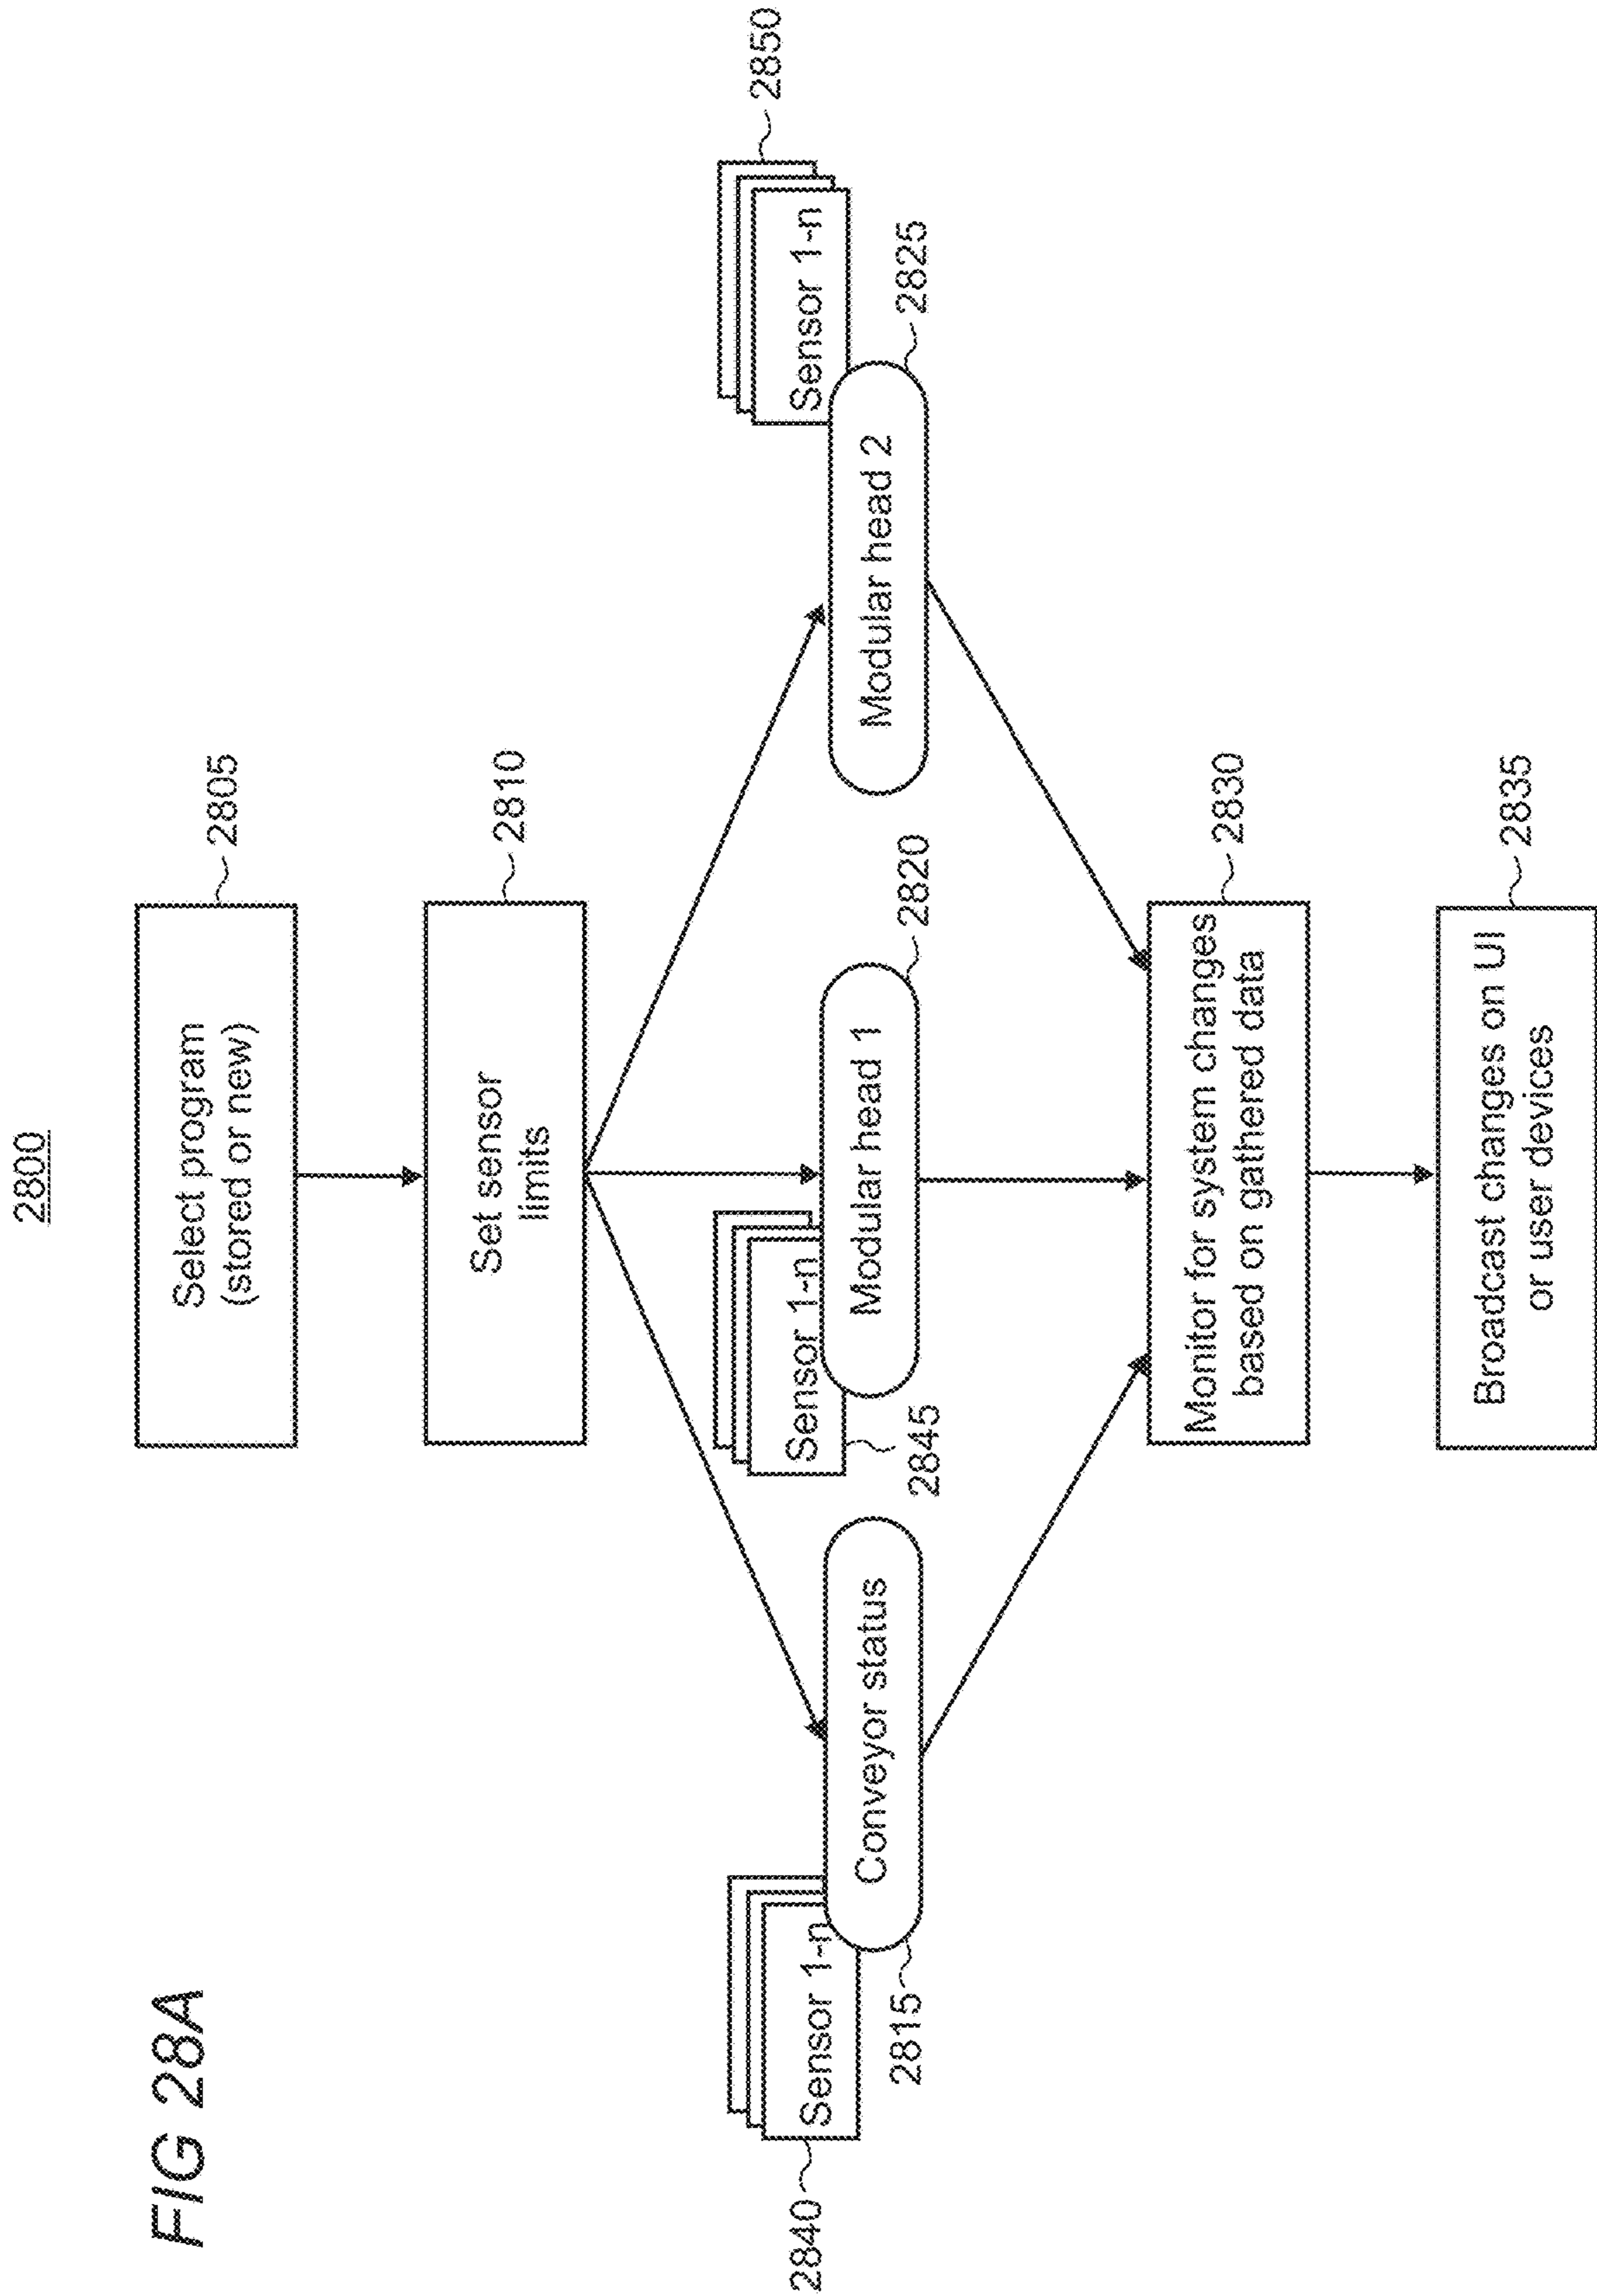 FIG 28A
2800
Select program
(stored or new)
2805
Set sensor
limits
2810
2840
Sensor 1-n
Conveyor status
2815
Sensor 1-n
2845
Modular head 1
2820
Sensor 1-n
2850
Modular head 2
2825
Monitor for system changes
based on gathered data
2830
Broadcast changes on UI
or user devices
2835